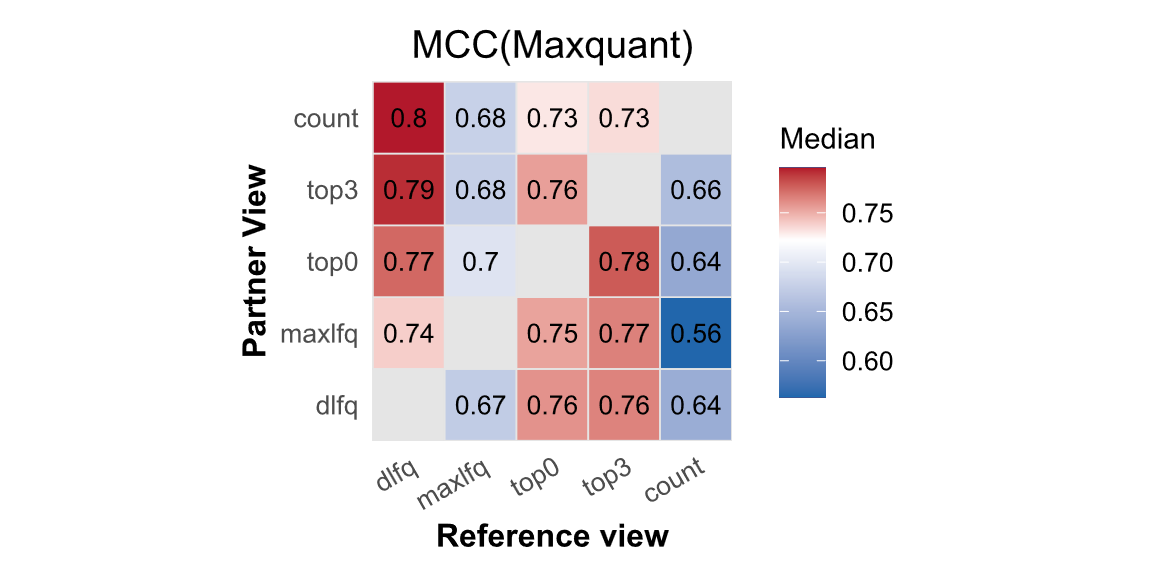 MCC(Maxquant)
Partner View
count 0.8 0.68 0.73 0.73
top3 0.79 0.68 0.76 0.66
top0 0.77 0.7 0.78 0.64
maxlfq 0.74 0.75 0.77 0.56
dlfq 0.67 0.76 0.76 0.64
dlfq maxlfq top0 top3 count
Reference view
Median
0.75
0.70
0.65
0.60